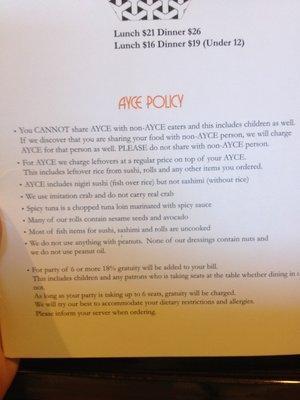 Lunch $21 Dinner $26
Lunch $16 Dinner $19 (Under 12)
AYCE POLICY
• You CANNOT share AYCE with non-AYCE eaters and this includes children as well.
If we discover that you are sharing your food with non-AYCE person, we will charge
AYCE for that person as well. PLEASE do not share with non-AYCE person.
• For AYCE we charge leftovers at a regular price on top of your AYCE.
This includes leftover rice from sushi, rolls and any other items you ordered.
• AYCE includes nigiri sushi (fish over rice) but not sashimi (without rice)
• We use imitation crab and do not carry real crab
• Spicy tuna is a chopped tuna loin marinated with spicy sauce
• Many of our rolls contain sesame seeds and avocado
• Most of fish items for sushi, sashimi and rolls are uncooked
• We do not use anything with peanuts. None of our dressings contain nuts and
we do not use peanut oil.
• For party of 6 or more 18% gratuity will be added to your bill.
This includes children and any patrons who is taking seats at the table whether dining in
not.
As long as your party is taking up to 6 seats, gratuity will be charged.
We will try our best to accommodate your dietary restrictions and allergies.
Please inform your server when ordering.